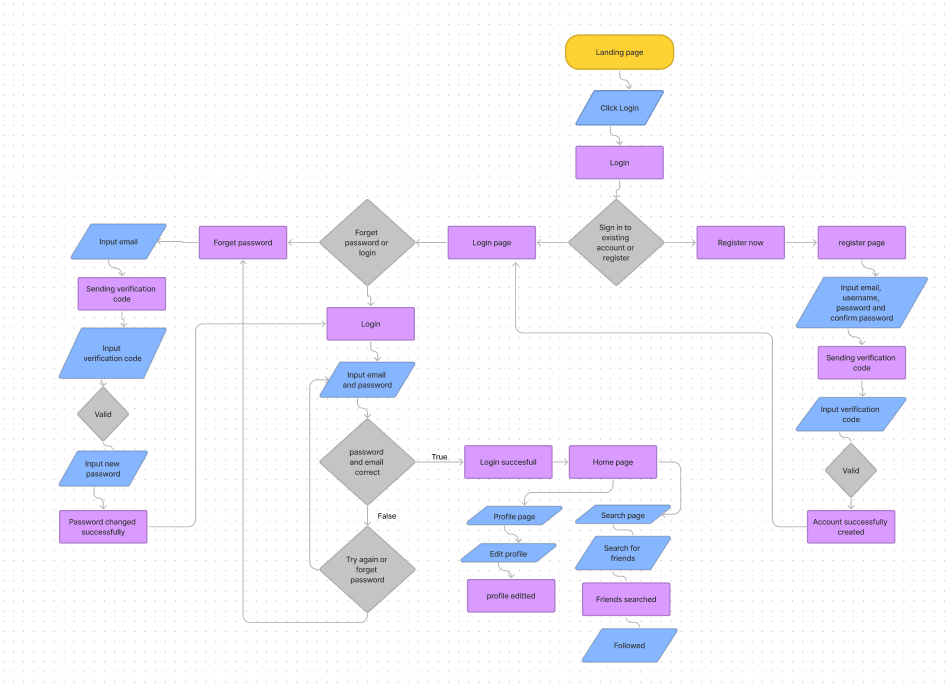 Landing page
Click Login
Login
Sign in to
existing
account or
register
Login page
Forget
password or
login
Forget password
Input email
Sending verification
code
Input
verification code
Valid
Input new
password
Password changed
successfully
Login
Input email
and password
password
and email
correct
True
False
Try again or
forget
password
Login succesfull
Home page
Profile page
Edit profile
profile editted
Search page
Search for
friends
Friends searched
Followed
Register now
register page
Input email,
username,
password and
confirm password
Sending verification
code
Input verification
code
Valid
Account successfully
created